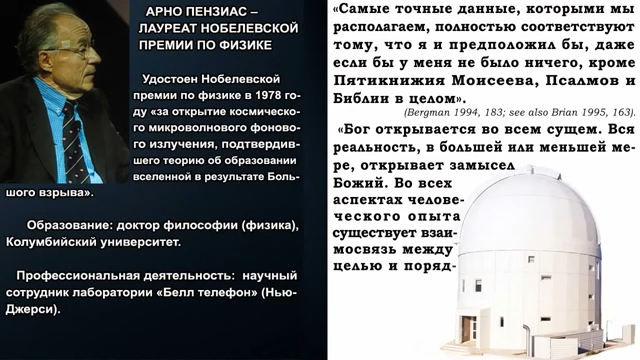 АРНО ПЕНЗИАС –
ЛАУРЕАТ НОБЕЛЕВСКОЙ
ПРЕМИИ ПО ФИЗИКЕ
Удостоен Нобелевской
премии по физике в 1978 го-
ду «за открытие космическо-
го микроволнового фоново-
го излучения, подтвердив-
шего теорию об образовании
вселенной в результате Боль-
шого взрыва».
Образование: доктор философии (физика),
Колумбийский университет.
Профессиональная деятельность: научный
сотрудник лаборатории «Белл телефон» (Нью-
Джерси).
«Самые точные данные, которыми мы
располагаем, полностью соответствуют
тому, что я и предположил бы, даже
если бы у меня не было ничего, кроме
Пятикнижия Моисеева, Псалмов и
Библии в целом».
(Bergman 1994, 183; see also Brian 1995, 163).
«Бог открывается во всем сущем. Вся
реальность, в большей или меньшей ме-
ре, открывает замысел
Божий. Во всех
аспектах челове-
ческого опыта
существует взаи-
мосвязь между
целью и поряд-